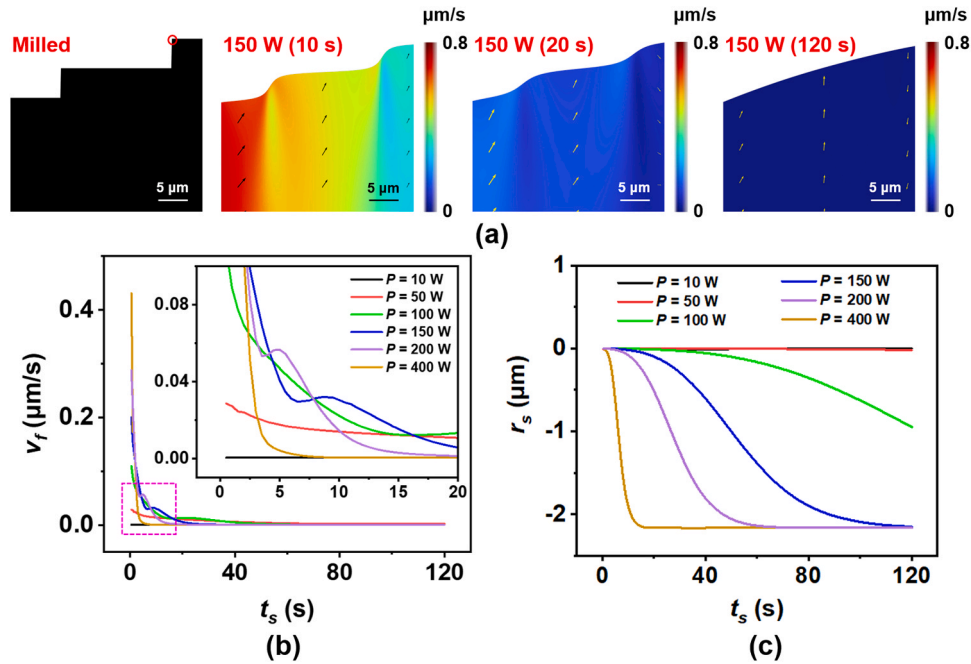 µm/s µm/s µm/s
Milled 150 W (10 s) 0.8 150 W (20 s) 0.8 150 W (120 s) 0.8
5 µm 5 µm 0 5 µm 0 5 µm 0
(a)
0.4
0.2
0.0
v_f (µm/s)
0 40 80 120
t_s (s)
0.08
0.04
0.00
0 5 10 15 20
P = 10 W
P = 50 W
P = 100 W
P = 150 W
P = 200 W
P = 400 W
(b)
1
0
-1
-2
r_s (µm)
P = 10 W P = 150 W
P = 50 W P = 200 W
P = 100 W P = 400 W
0 40 80 120
t_s (s)
(c)